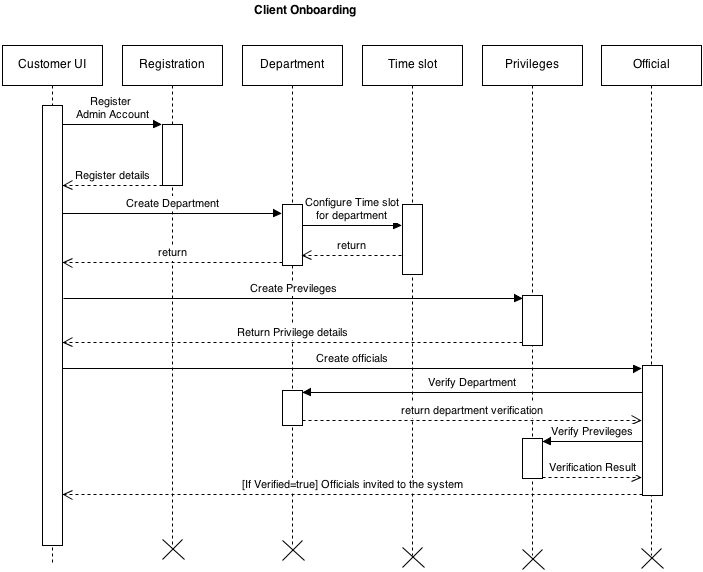 Client Onboarding
Customer UI
Registration
Department
Time slot
Privileges
Official
Register
Admin Account
Register details
Create Department
Configure Time slot
for department
return
return
Create Previleges
Return Privilege details
Create officials
Verify Department
return department verification
Verify Previleges
Verification Result
[If Verified=true] Officials invited to the system